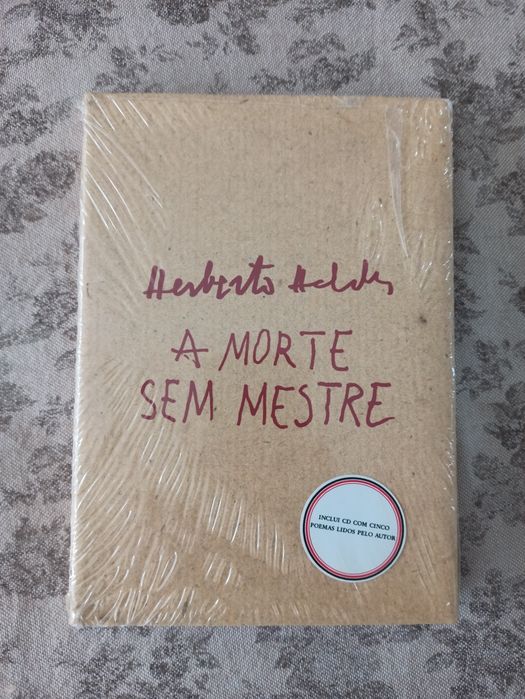 Herberto Helder
A MORTE
SEM MESTRE
INCLUI CD COM CINCO
POEMAS LIDOS PELO AUTOR